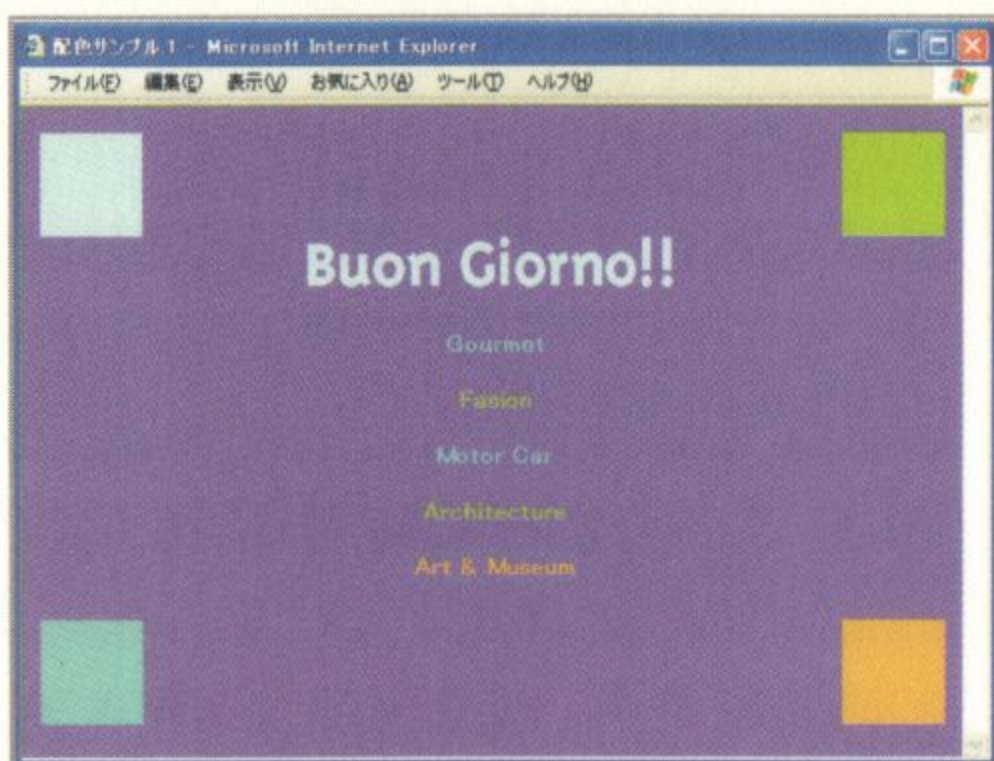 配色サンプル 1 - Microsoft Internet Explorer
ファイル(F) 編集(E) 表示(V) お気に入り(A) ツール(T) ヘルプ(H)
Buon Giorno!!
Gourmet
Fasion
Motor Car
Architecture
Art & Museum